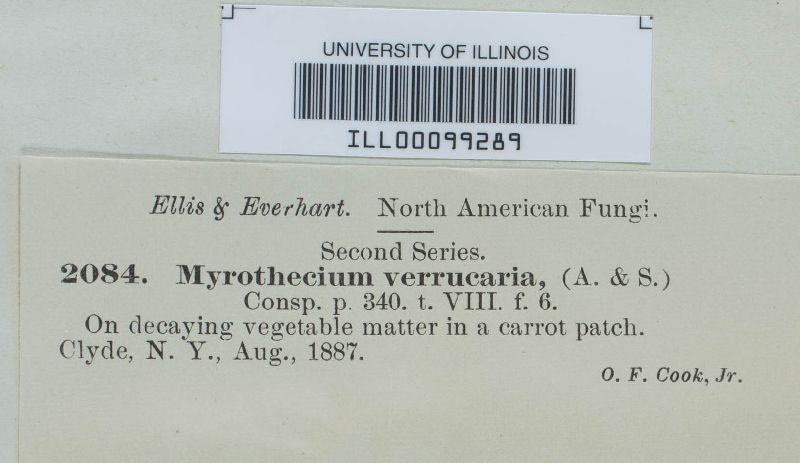 UNIVERSITY OF ILLINOIS
ILL00099289
Ellis & Everhart. North American Fungi.
Second Series.
2084. Myrothecium verrucaria, (A. & S.)
Consp. p. 340. t. VIII. f. 6.
On decaying vegetable matter in a carrot patch.
Clyde, N. Y., Aug., 1887.
O. F. Cook, Jr.